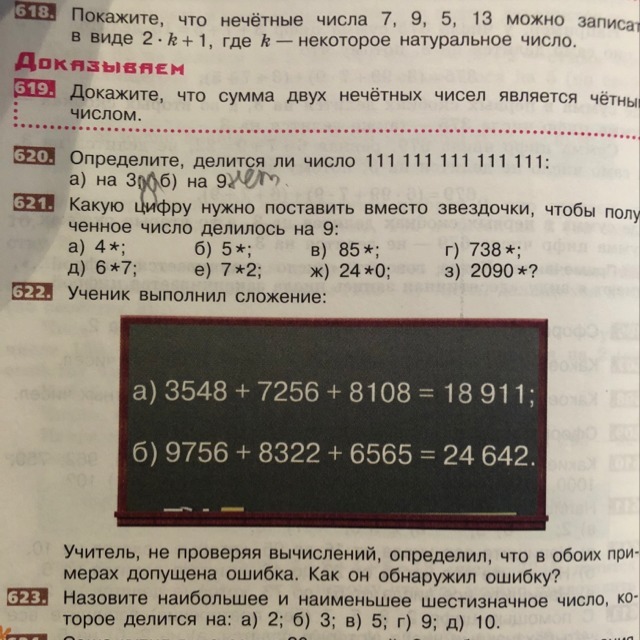 618. Покажите, что нечётные числа 7, 9, 5, 13 можно записат
в виде 2 · k + 1, где k — некоторое натуральное число.
Доказываем
619. Докажите, что сумма двух нечётных чисел является чётны
числом.
620. Определите, делится ли число 111 111 111 111 111:
а) на 3 да б) на 9 нет.
621. Какую цифру нужно поставить вместо звездочки, чтобы полу
ченное число делилось на 9:
а) 4*; б) 5*; в) 85*; г) 738*;
д) 6*7; е) 7*2; ж) 24*0; з) 2090*?
622. Ученик выполнил сложение:
а) 3548 + 7256 + 8108 = 18 911;
б) 9756 + 8322 + 6565 = 24 642.
Учитель, не проверяя вычислений, определил, что в обоих при-
мерах допущена ошибка. Как он обнаружил ошибку?
623. Назовите наибольшее и наименьшее шестизначное число, ко-
торое делится на: а) 2; б) 3; в) 5; г) 9; д) 10.